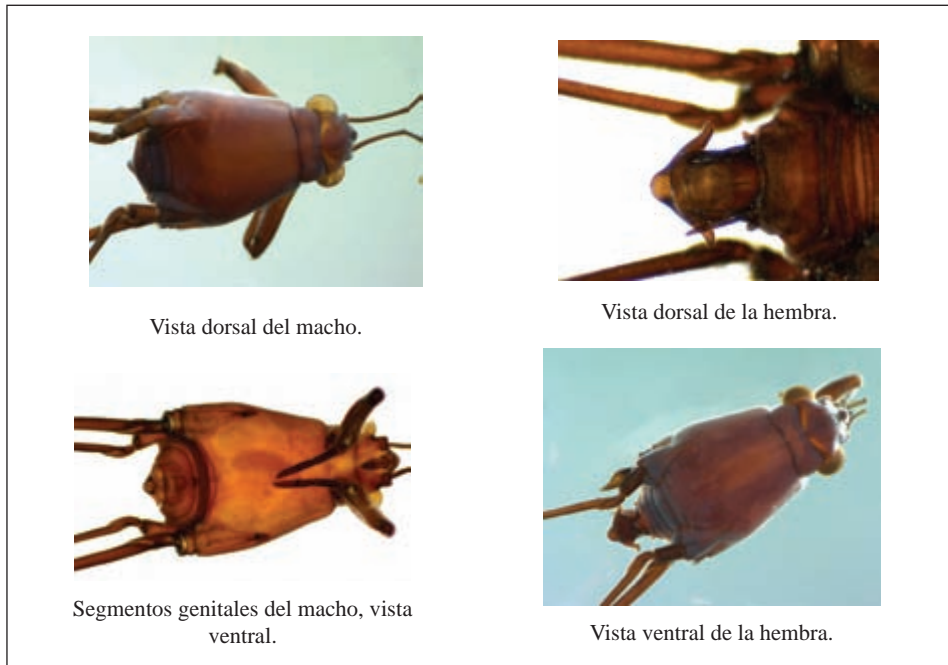 Vista dorsal del macho.
Vista dorsal de la hembra.
Segmentos genitales del macho, vista
ventral.
Vista ventral de la hembra.